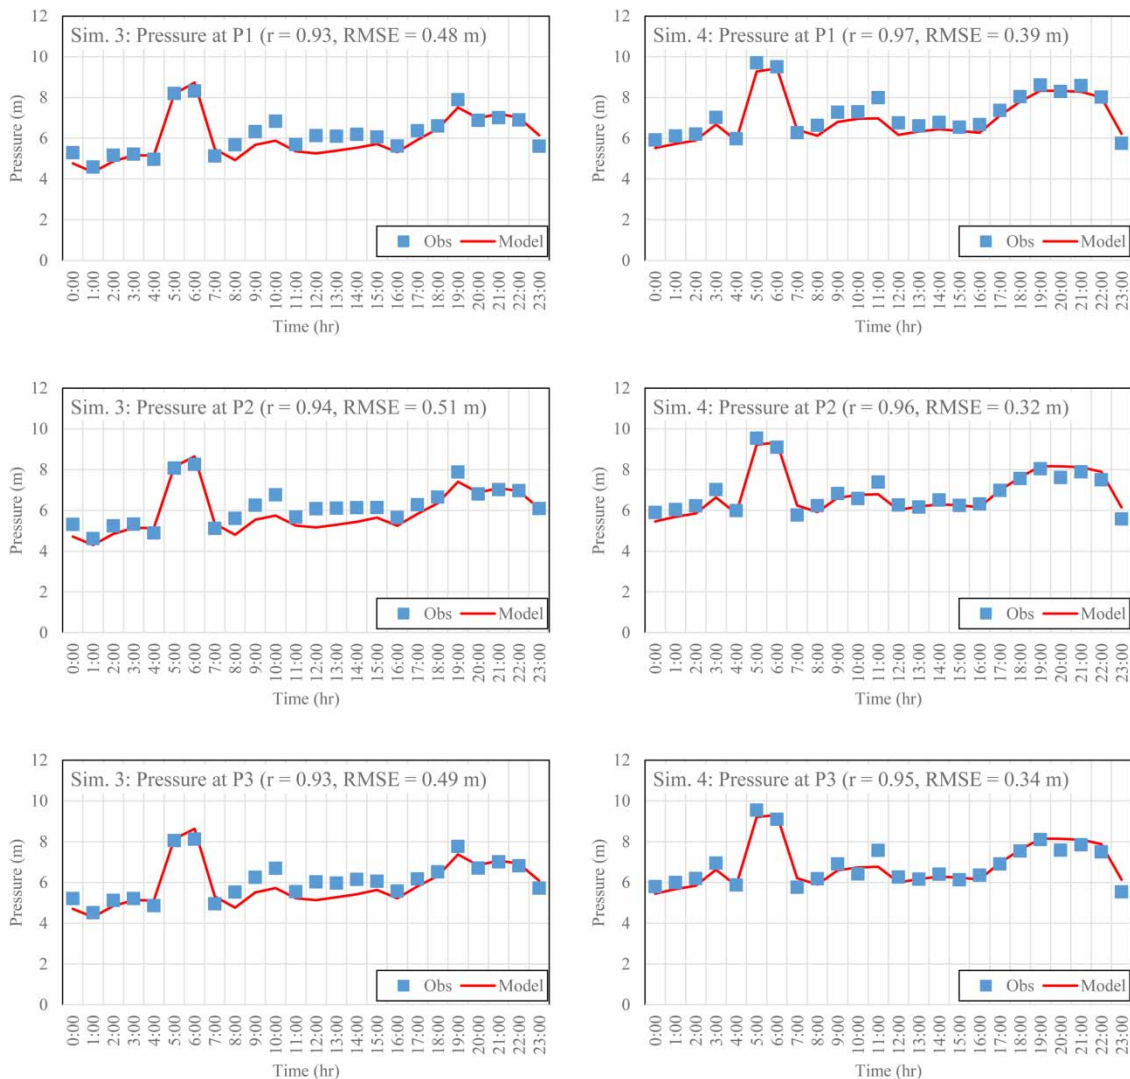 Sim. 3: Pressure at P1 (r = 0.93, RMSE = 0.48 m)
Pressure (m)
12
10
8
6
4
2
0
Obs Model
0:00 1:00 2:00 3:00 4:00 5:00 6:00 7:00 8:00 9:00 10:00 11:00 12:00 13:00 14:00 15:00 16:00 17:00 18:00 19:00 20:00 21:00 22:00 23:00
Time (hr)
Sim. 4: Pressure at P1 (r = 0.97, RMSE = 0.39 m)
Pressure (m)
12
10
8
6
4
2
0
Obs Model
0:00 1:00 2:00 3:00 4:00 5:00 6:00 7:00 8:00 9:00 10:00 11:00 12:00 13:00 14:00 15:00 16:00 17:00 18:00 19:00 20:00 21:00 22:00 23:00
Time (hr)
Sim. 3: Pressure at P2 (r = 0.94, RMSE = 0.51 m)
Pressure (m)
12
10
8
6
4
2
0
Obs Model
0:00 1:00 2:00 3:00 4:00 5:00 6:00 7:00 8:00 9:00 10:00 11:00 12:00 13:00 14:00 15:00 16:00 17:00 18:00 19:00 20:00 21:00 22:00 23:00
Time (hr)
Sim. 4: Pressure at P2 (r = 0.96, RMSE = 0.32 m)
Pressure (m)
12
10
8
6
4
2
0
Obs Model
0:00 1:00 2:00 3:00 4:00 5:00 6:00 7:00 8:00 9:00 10:00 11:00 12:00 13:00 14:00 15:00 16:00 17:00 18:00 19:00 20:00 21:00 22:00 23:00
Time (hr)
Sim. 3: Pressure at P3 (r = 0.93, RMSE = 0.49 m)
Pressure (m)
12
10
8
6
4
2
0
Obs Model
0:00 1:00 2:00 3:00 4:00 5:00 6:00 7:00 8:00 9:00 10:00 11:00 12:00 13:00 14:00 15:00 16:00 17:00 18:00 19:00 20:00 21:00 22:00 23:00
Time (hr)
Sim. 4: Pressure at P3 (r = 0.95, RMSE = 0.34 m)
Pressure (m)
12
10
8
6
4
2
0
Obs Model
0:00 1:00 2:00 3:00 4:00 5:00 6:00 7:00 8:00 9:00 10:00 11:00 12:00 13:00 14:00 15:00 16:00 17:00 18:00 19:00 20:00 21:00 22:00 23:00
Time (hr)